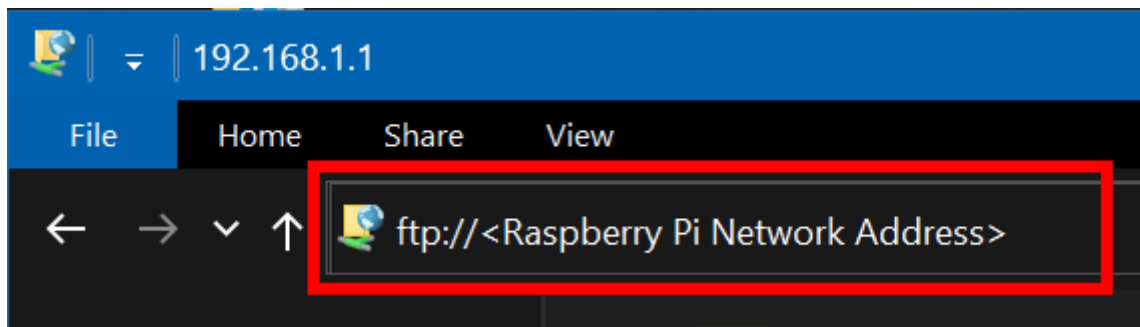 192.168.1.1
File Home Share View
ftp://<Raspberry Pi Network Address>